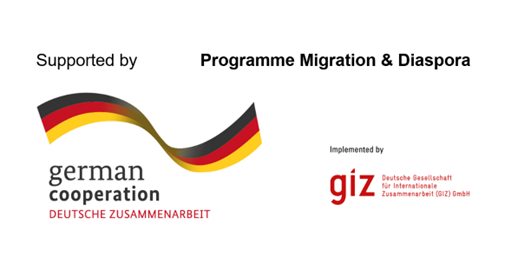 Supported by
Programme Migration & Diaspora
german
cooperation
DEUTSCHE ZUSAMMENARBEIT
Implemented by
giz
Deutsche Gesellschaft
für Internationale
Zusammenarbeit (GIZ) GmbH